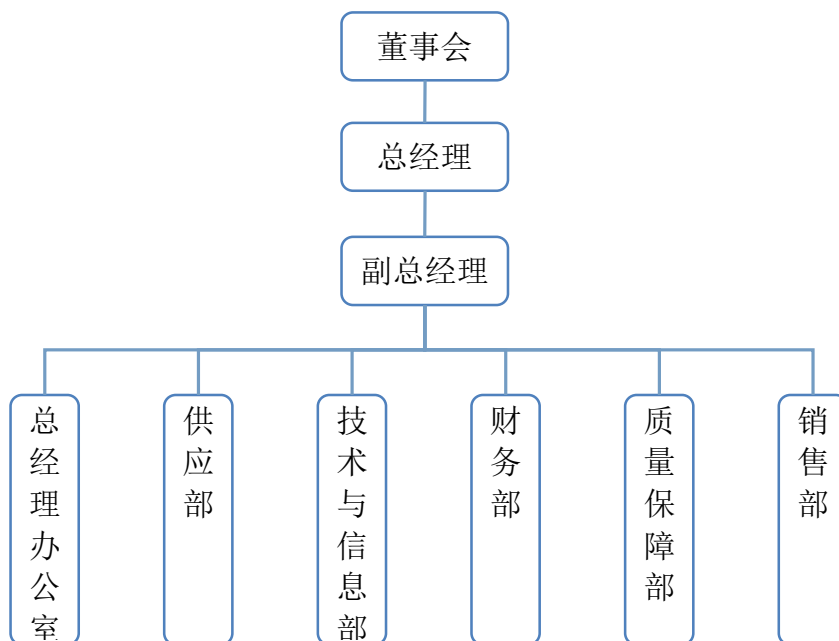 董事会
总经理
副总经理
总经理办公室
供应部
技术与信息部
财务部
质量保障部
销售部